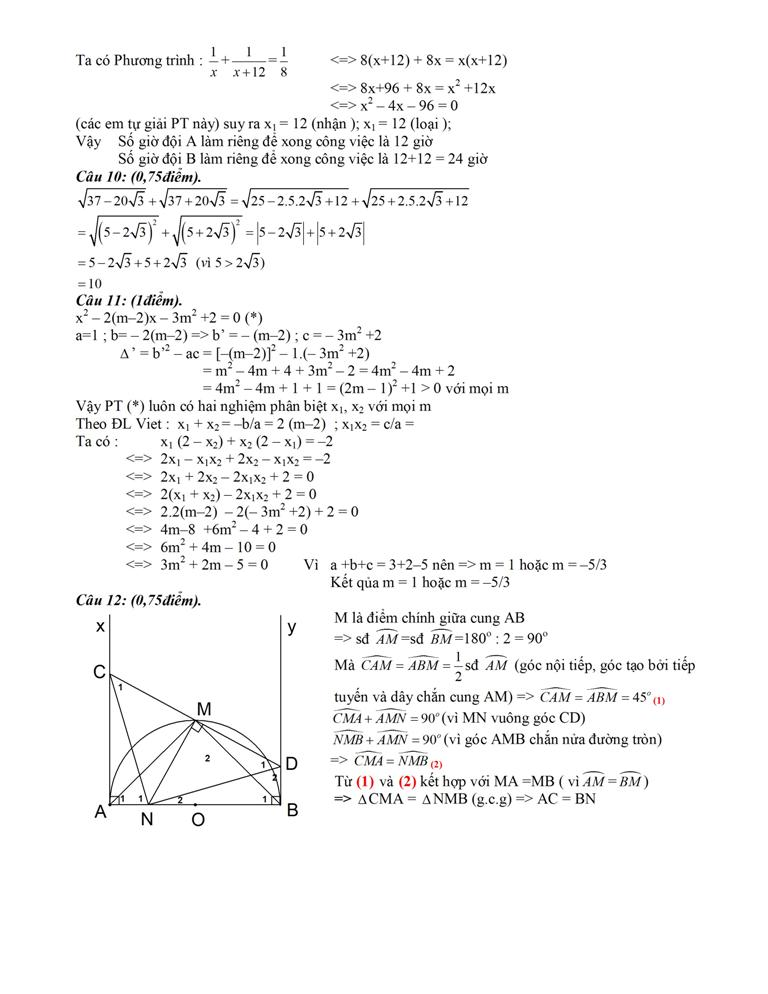 Ta có Phương trình : 1/x + 1/(x+12) = 1/8 <=> 8(x+12) + 8x = x(x+12)
<=> 8x+96 + 8x = x² +12x
<=> x² – 4x – 96 = 0
(các em tự giải PT này) suy ra x₁ = 12 (nhận ); x₁ = 12 (loại );
Vậy Số giờ đội A làm riêng để xong công việc là 12 giờ
Số giờ đội B làm riêng để xong công việc là 12+12 = 24 giờ
Câu 10: (0,75điểm).
√(37 − 20√3) + √(37 + 20√3) = √(25 − 2.5.2√3 + 12) + √(25 + 2.5.2√3 + 12)
= √((5 − 2√3)²) + √((5 + 2√3)²) = |5 − 2√3| + |5 + 2√3|
= 5 − 2√3 + 5 + 2√3 (vì 5 > 2√3)
= 10
Câu 11: (1điểm).
x² – 2(m–2)x – 3m² +2 = 0 (*)
a=1 ; b= – 2(m–2) => b’ = – (m–2) ; c = – 3m² +2
Δ ’ = b’² – ac = [–(m–2)]² – 1.(– 3m² +2)
= m² – 4m + 4 + 3m² – 2 = 4m² – 4m + 2
= 4m² – 4m + 1 + 1 = (2m – 1)² +1 > 0 với mọi m
Vậy PT (*) luôn có hai nghiệm phân biệt x₁, x₂ với mọi m
Theo ĐL Viet : x₁ + x₂ = –b/a = 2 (m–2) ; x₁x₂ = c/a =
Ta có : x₁ (2 – x₂) + x₂ (2 – x₁) = –2
<=> 2x₁ – x₁x₂ + 2x₂ – x₁x₂ = –2
<=> 2x₁ + 2x₂ – 2x₁x₂ + 2 = 0
<=> 2(x₁ + x₂) – 2x₁x₂ + 2 = 0
<=> 2.2(m–2) – 2(– 3m² +2) + 2 = 0
<=> 4m–8 +6m² – 4 + 2 = 0
<=> 6m² + 4m – 10 = 0
<=> 3m² + 2m – 5 = 0 Vì a +b+c = 3+2–5 nên => m = 1 hoặc m = –5/3
Kết qủa m = 1 hoặc m = –5/3
Câu 12: (0,75điểm).
x y
C
1
M
2
1 D
2
A 1 1 2 1 B
N O
M là điểm chính giữa cung AB
=> sđ AM =sđ BM =180° : 2 = 90°
Mà CAM = ABM = 1/2 sđ AM (góc nội tiếp, góc tạo bởi tiếp
tuyến và dây chắn cung AM) => CAM = ABM = 45° (1)
CMA + AMN = 90° (vì MN vuông góc CD)
NMB + AMN = 90° (vì góc AMB chắn nửa đường tròn)
=> CMA = NMB (2)
Từ (1) và (2) kết hợp với MA =MB ( vì AM = BM )
=> ΔCMA = ΔNMB (g.c.g) => AC = BN